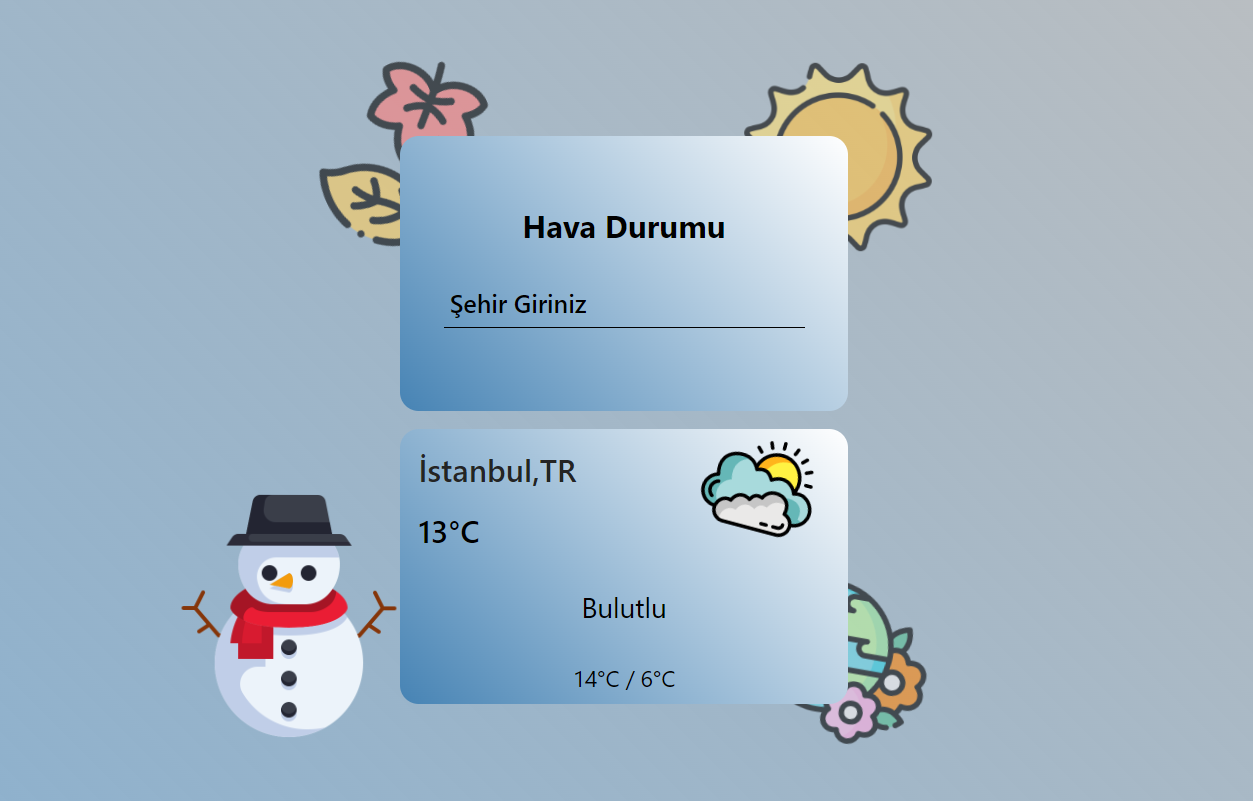 Hava Durumu
Şehir Giriniz
İstanbul,TR
13°C
Bulutlu
14°C / 6°C